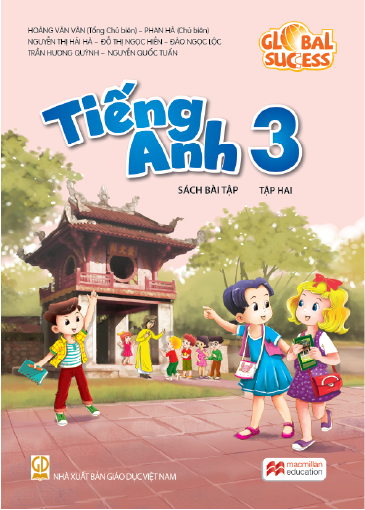 HOÀNG VĂN VÂN (Tổng Chủ biên) – PHAN HÀ (Chủ biên)
NGUYỄN THỊ HẢI HÀ – ĐỖ THỊ NGỌC HIỀN – ĐÀO NGỌC LỘC
TRẦN HƯƠNG QUỲNH – NGUYỄN QUỐC TUẤN
GLOBAL
SUCCESS
Tiếng
Anh 3
SÁCH BÀI TẬP TẬP HAI
GD
NHÀ XUẤT BẢN GIÁO DỤC VIỆT NAM
macmillan
education